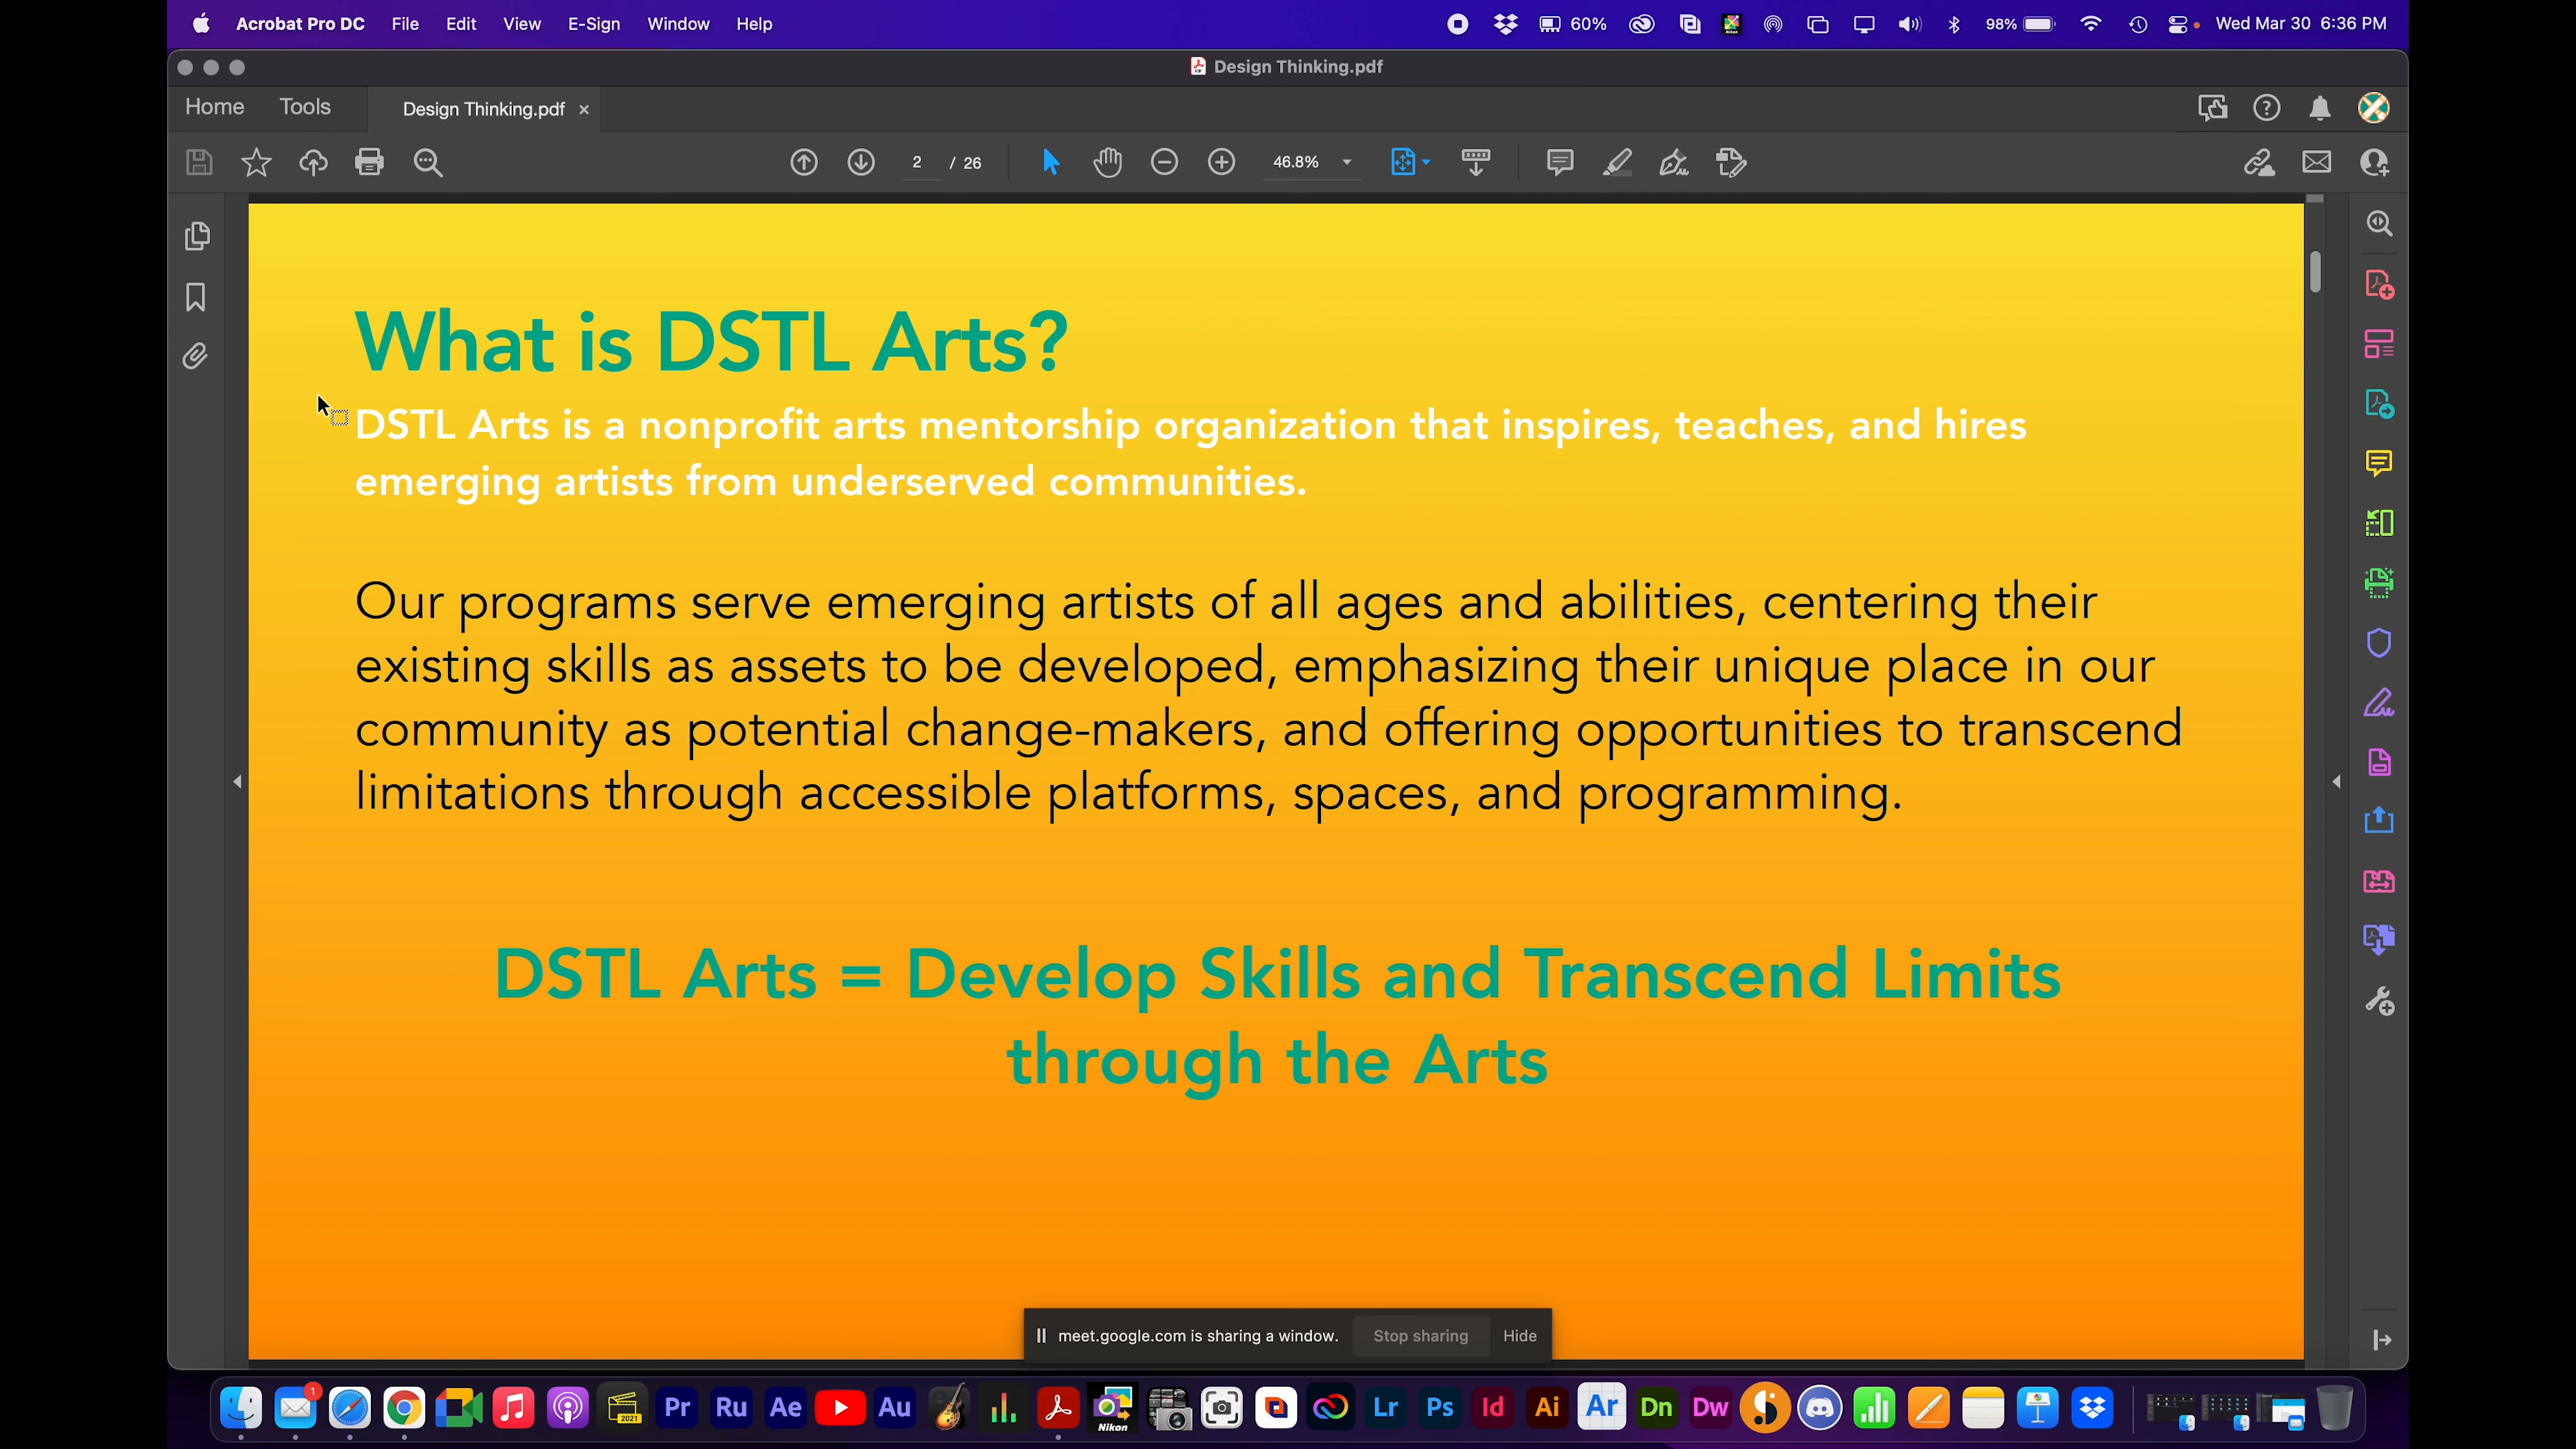 Acrobat Pro DC File Edit View E-Sign Window Help 60% 98% Wed Mar 30 6:36 PM
Design Thinking.pdf
Home Tools Design Thinking.pdf ×
2 / 26 46.8%
What is DSTL Arts?
DSTL Arts is a nonprofit arts mentorship organization that inspires, teaches, and hires
emerging artists from underserved communities.
Our programs serve emerging artists of all ages and abilities, centering their
existing skills as assets to be developed, emphasizing their unique place in our
community as potential change-makers, and offering opportunities to transcend
limitations through accessible platforms, spaces, and programming.
DSTL Arts = Develop Skills and Transcend Limits
through the Arts
meet.google.com is sharing a window. Stop sharing Hide
1 2021 Pr Ru Ae Au Nikon Lr Ps Id Ai Ar Dn Dw